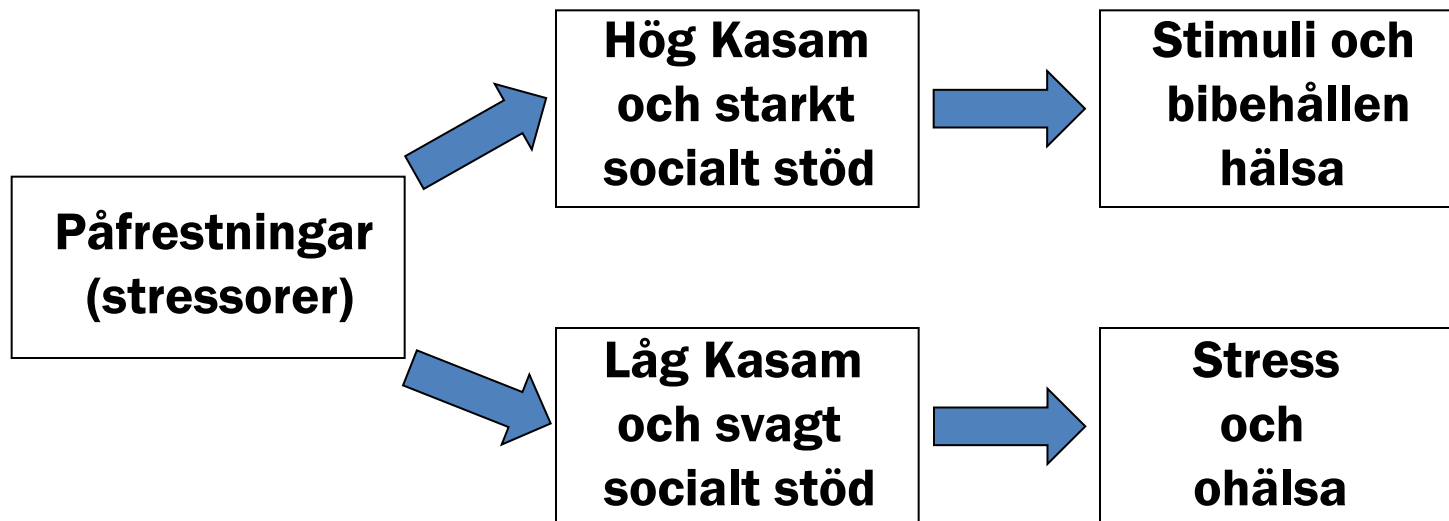 Påfrestningar
(stressorer)
Hög Kasam
och starkt
socialt stöd
Stimuli och
bibehållen
hälsa
Låg Kasam
och svagt
socialt stöd
Stress
och
ohälsa